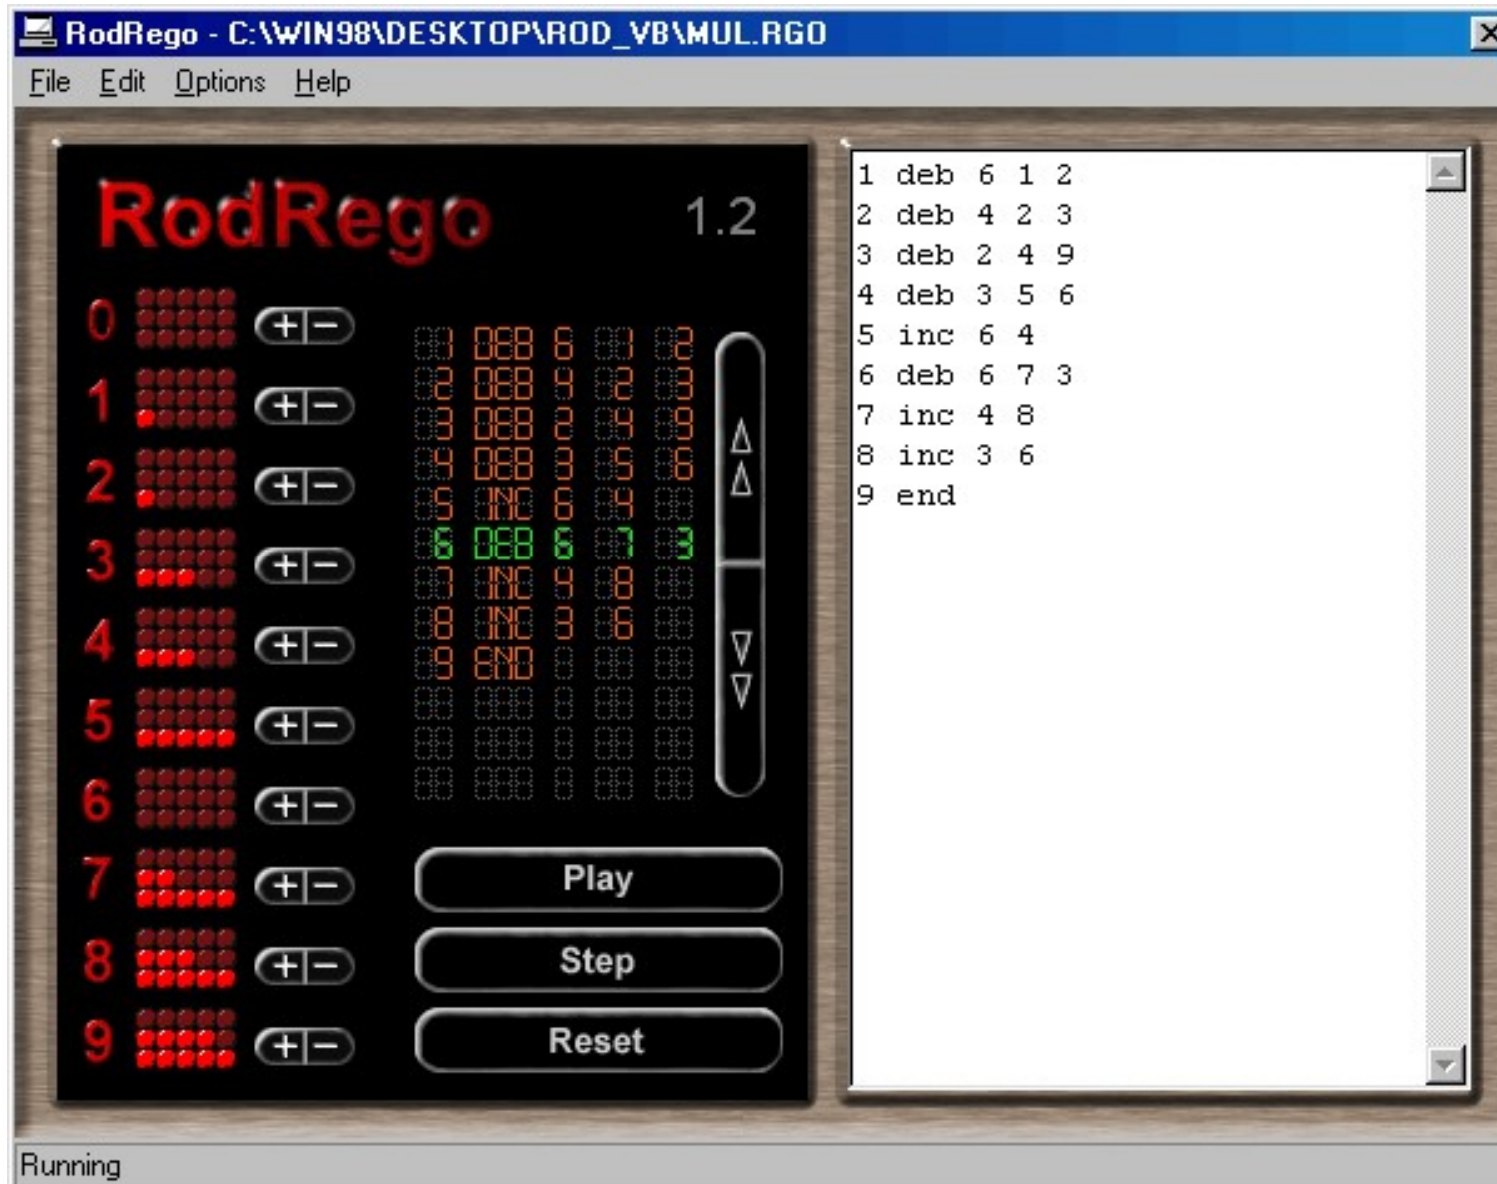 RodRego - C:\WIN98\DESKTOP\ROD_VB\MUL.RGO
File Edit Options Help
RodRego 1.2
0 + -
1 + -
2 + -
3 + -
4 + -
5 + -
6 + -
7 + -
8 + -
9 + -
1 DEB 6 1 2
2 DEB 4 2 3
3 DEB 2 4 9
4 DEB 3 5 6
5 INC 6 4
6 DEB 6 7 3
7 INC 4 8
8 INC 3 6
9 END
Play
Step
Reset
1 deb 6 1 2
2 deb 4 2 3
3 deb 2 4 9
4 deb 3 5 6
5 inc 6 4
6 deb 6 7 3
7 inc 4 8
8 inc 3 6
9 end
Running